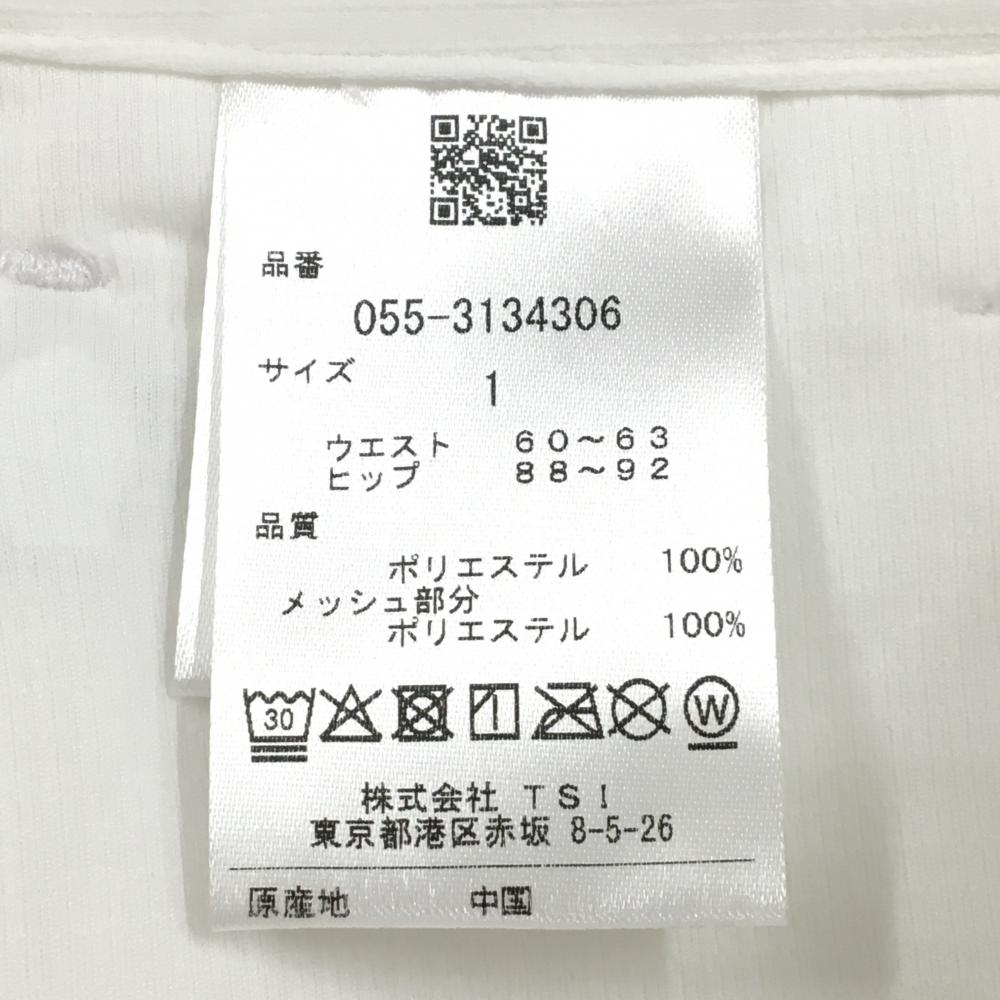 品番
055-3134306
サイズ 1
ウエスト 60～63
ヒップ 88～92
品質
ポリエステル 100%
メッシュ部分
ポリエステル 100%
30 W
株式会社 TSI
東京都港区赤坂 8-5-26
原産地 中国